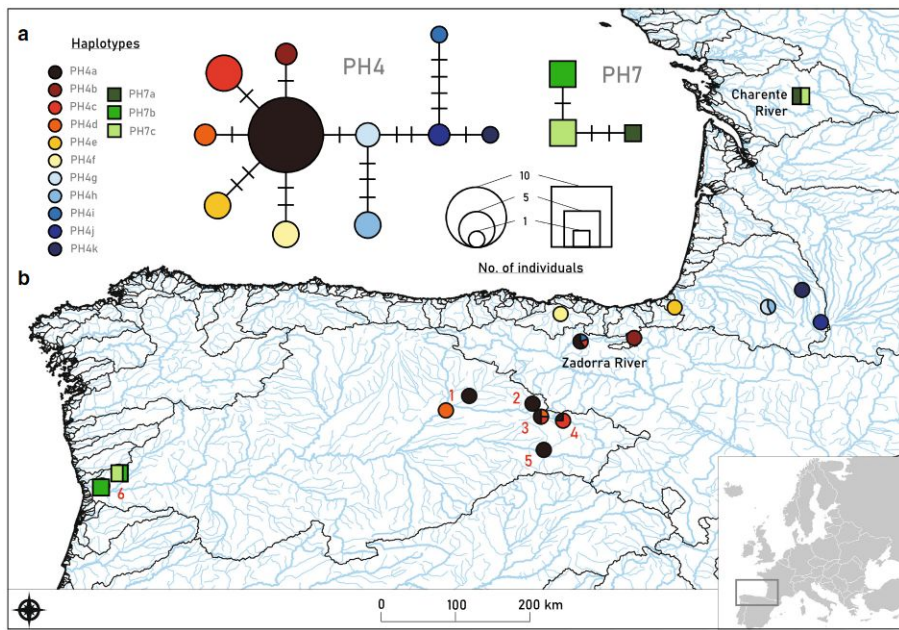 a
Haplotypes
PH4a
PH4b
PH4c
PH4d
PH4e
PH4f
PH4g
PH4h
PH4i
PH4j
PH4k
PH7a
PH7b
PH7c
PH4
PH7
10
5
1
No. of individuals
Charente
River
b
Zadorra River
1
2
3
4
5
6
0 100 200 km